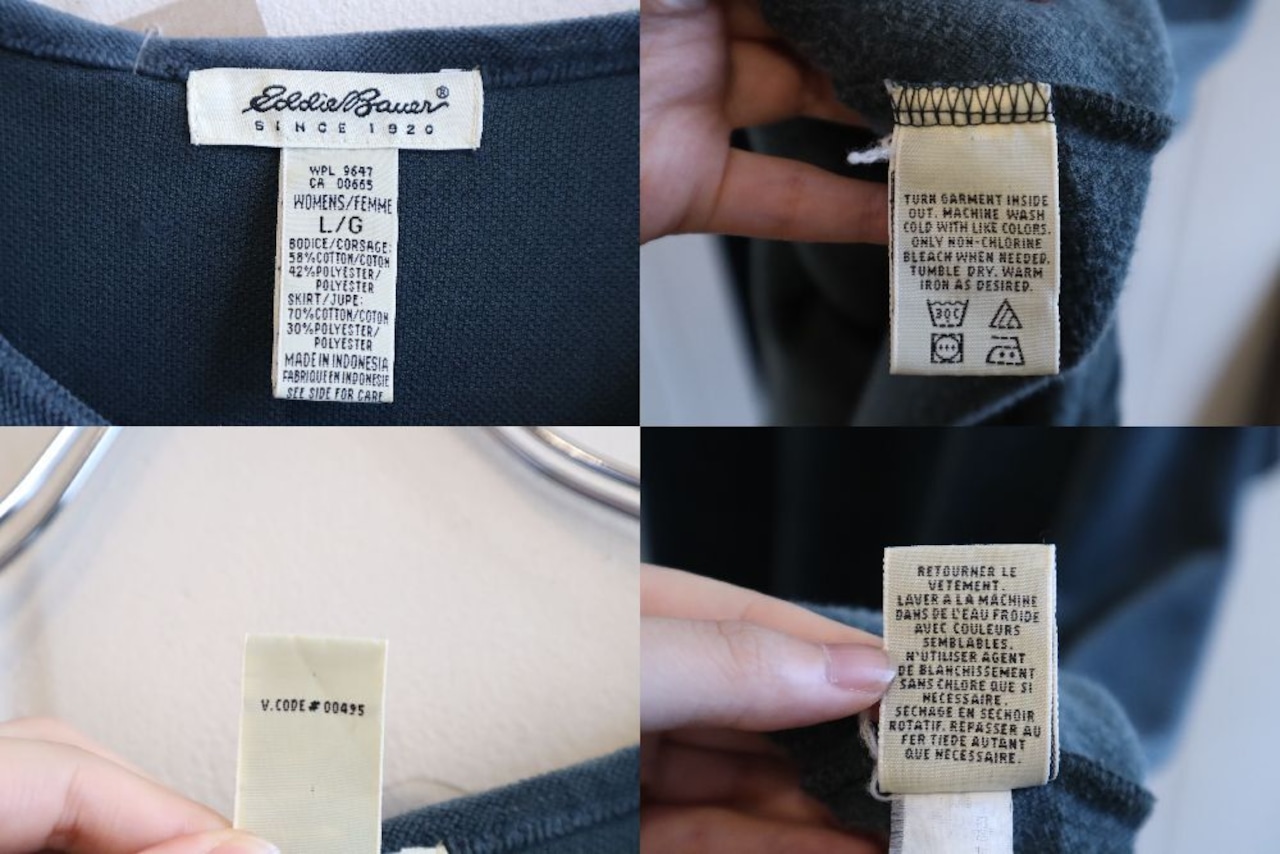 Eddie Bauer®
SINCE 1920
WPL 9647
CA 00665
WOMENS/FEMME
L/G
BODICE/CORSAGE:
58%COTTON/COTON
42%POLYESTER/
POLYESTER
SKIRT/JUPE:
70%COTTON/COTON
30%POLYESTER/
POLYESTER
MADE IN INDONESIA
FABRIQUE EN INDONESIE
SEE SIDE FOR CARE
TURN GARMENT INSIDE
OUT. MACHINE WASH
COLD WITH LIKE COLORS.
ONLY NON-CHLORINE
BLEACH WHEN NEEDED.
TUMBLE DRY. WARM
IRON AS DESIRED.
30C
V.CODE # 00495
RETOURNER LE
VETEMENT.
LAVER A LA MACHINE
DANS DE L'EAU FROIDE
AVEC COULEURS
SEMBLABLES.
N'UTILISER AGENT
DE BLANCHISSEMENT
SANS CHLORE QUE SI
NECESSAIRE.
SECHAGE EN SECHOIR
ROTATIF. REPASSER AU
FER TIEDE AUTANT
QUE NECESSAIRE.